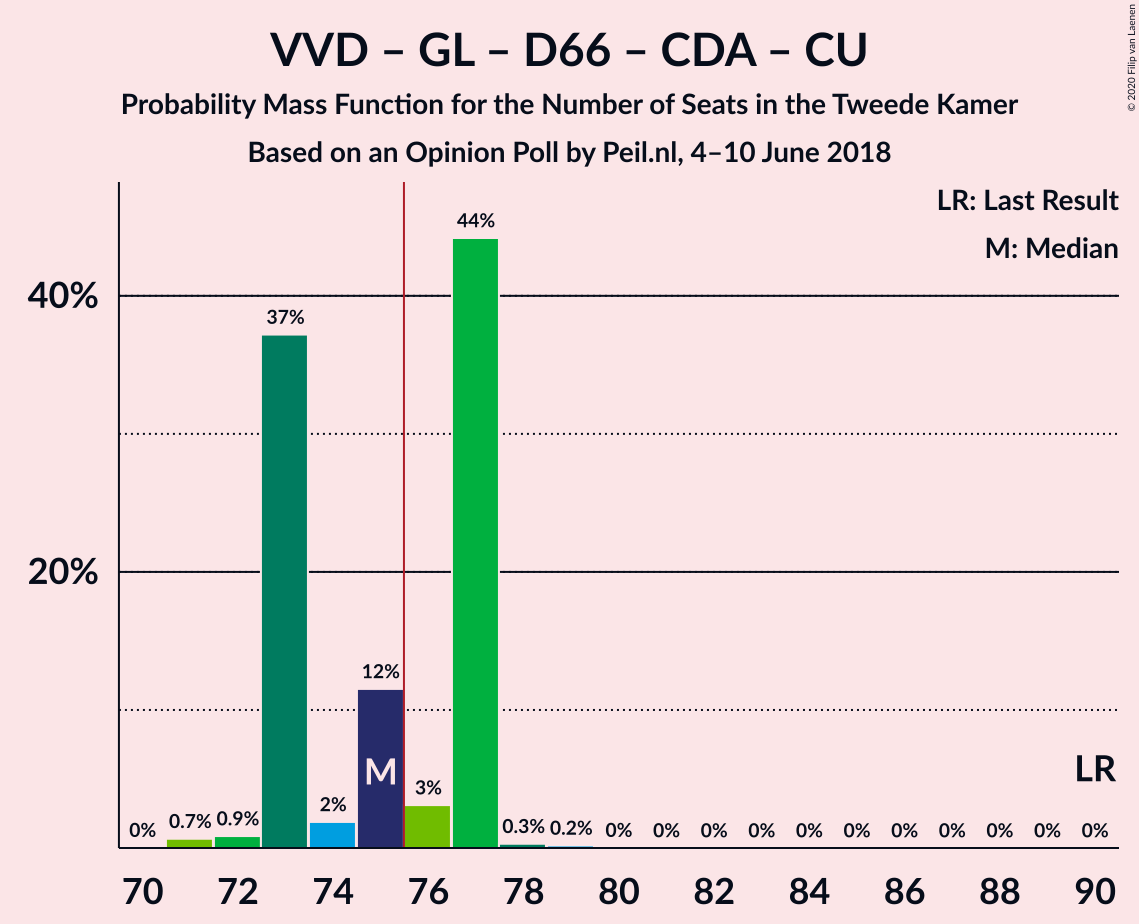 VVD – GL – D66 – CDA – CU
Probability Mass Function for the Number of Seats in the Tweede Kamer
Based on an Opinion Poll by Peil.nl, 4–10 June 2018
© 2020 Filip van Laenen
LR: Last Result
M: Median
40%
20%
0%
0.7%
0.9%
37%
2%
12%
3%
44%
0.3%
0.2%
0%
0%
0%
0%
0%
0%
0%
0%
0%
0%
0%
M
LR
70 72 74 76 78 80 82 84 86 88 90